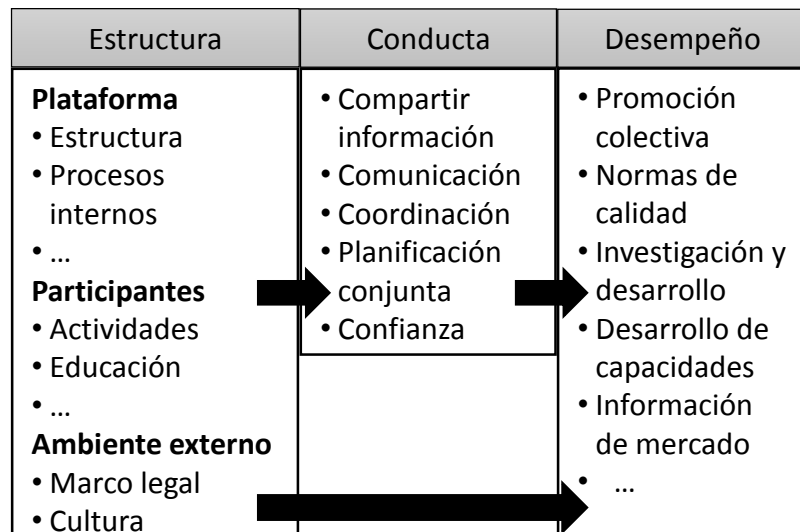 Estructura
Conducta
Desempeño
Plataforma
• Estructura
• Procesos
internos
• ...
Participantes
• Actividades
• Educación
• ...
Ambiente externo
• Marco legal
• Cultura
• Compartir
información
• Comunicación
• Coordinación
• Planificación
conjunta
• Confianza
• Promoción
colectiva
• Normas de
calidad
• Investigación y
desarrollo
• Desarrollo de
capacidades
• Información
de mercado
• ...